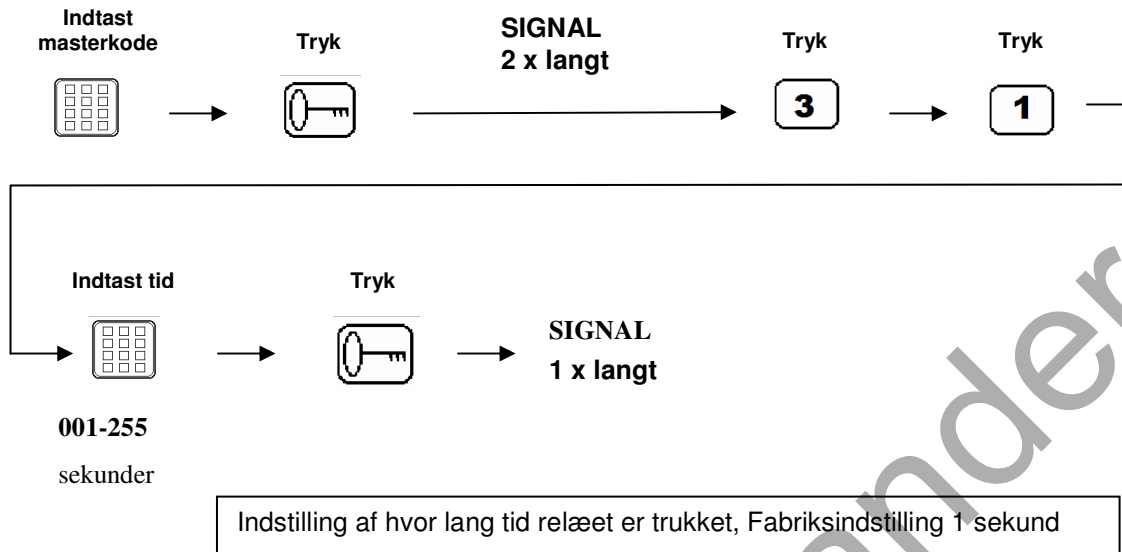 Indtast
masterkode
Tryk
SIGNAL
2 x langt
Tryk
Tryk
3
1
Indtast tid
Tryk
SIGNAL
1 x langt
001-255
sekunder
Indstilling af hvor lang tid relæet er trukket, Fabriksindstilling 1 sekund